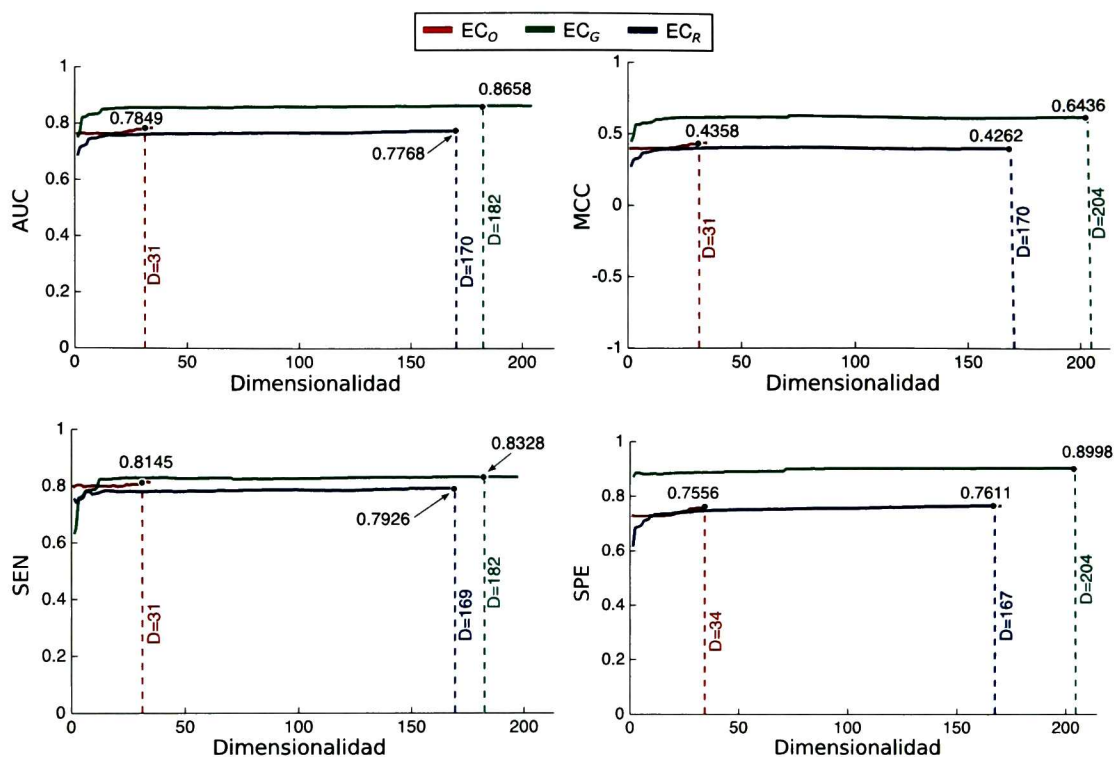 EC_O EC_G EC_R
1
0.8
0.6
0.4
0.2
0
AUC
0.7849
0.8658
0.7768
D=31
D=170
D=182
0 50 100 150 200
Dimensionalidad
1
0.5
0
-0.5
-1
MCC
0.4358
0.6436
0.4262
D=31
D=170
D=204
0 50 100 150 200
Dimensionalidad
1
0.8
0.6
0.4
0.2
0
SEN
0.8145
0.8328
0.7926
D=31
D=169
D=182
0 50 100 150 200
Dimensionalidad
1
0.8
0.6
0.4
0.2
0
SPE
0.7556
0.7611
0.8998
D=34
D=167
D=204
0 50 100 150 200
Dimensionalidad